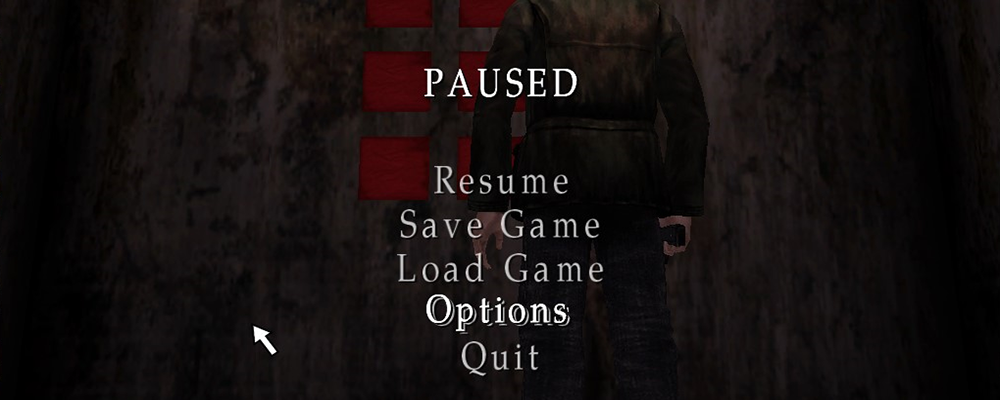 PAUSED
Resume
Save Game
Load Game
Options
Quit